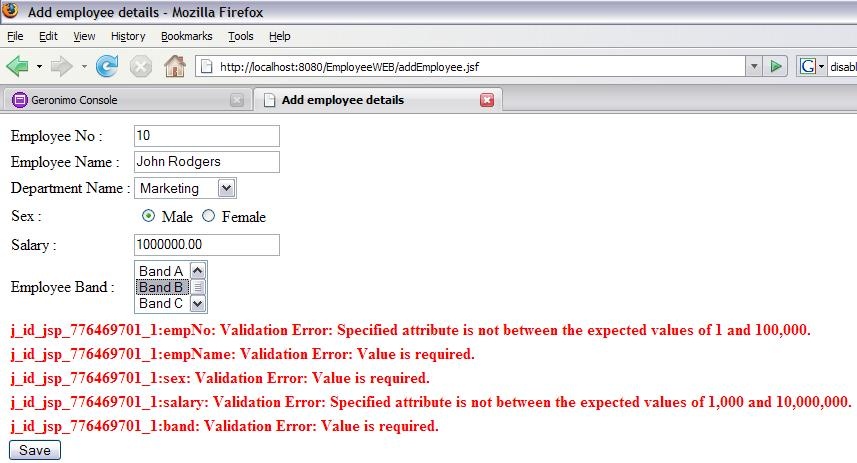 Add employee details - Mozilla Firefox
File Edit View History Bookmarks Tools Help
http://localhost:8080/EmployeeWEB/addEmployee.jsf G disabl
Geronimo Console Add employee details
Employee No : 10
Employee Name : John Rodgers
Department Name : Marketing
Sex : Male Female
Salary : 1000000.00
Band A
Employee Band : Band B
Band C
j_id_jsp_776469701_1:empNo: Validation Error: Specified attribute is not between the expected values of 1 and 100,000.
j_id_jsp_776469701_1:empName: Validation Error: Value is required.
j_id_jsp_776469701_1:sex: Validation Error: Value is required.
j_id_jsp_776469701_1:salary: Validation Error: Specified attribute is not between the expected values of 1,000 and 10,000,000.
j_id_jsp_776469701_1:band: Validation Error: Value is required.
Save